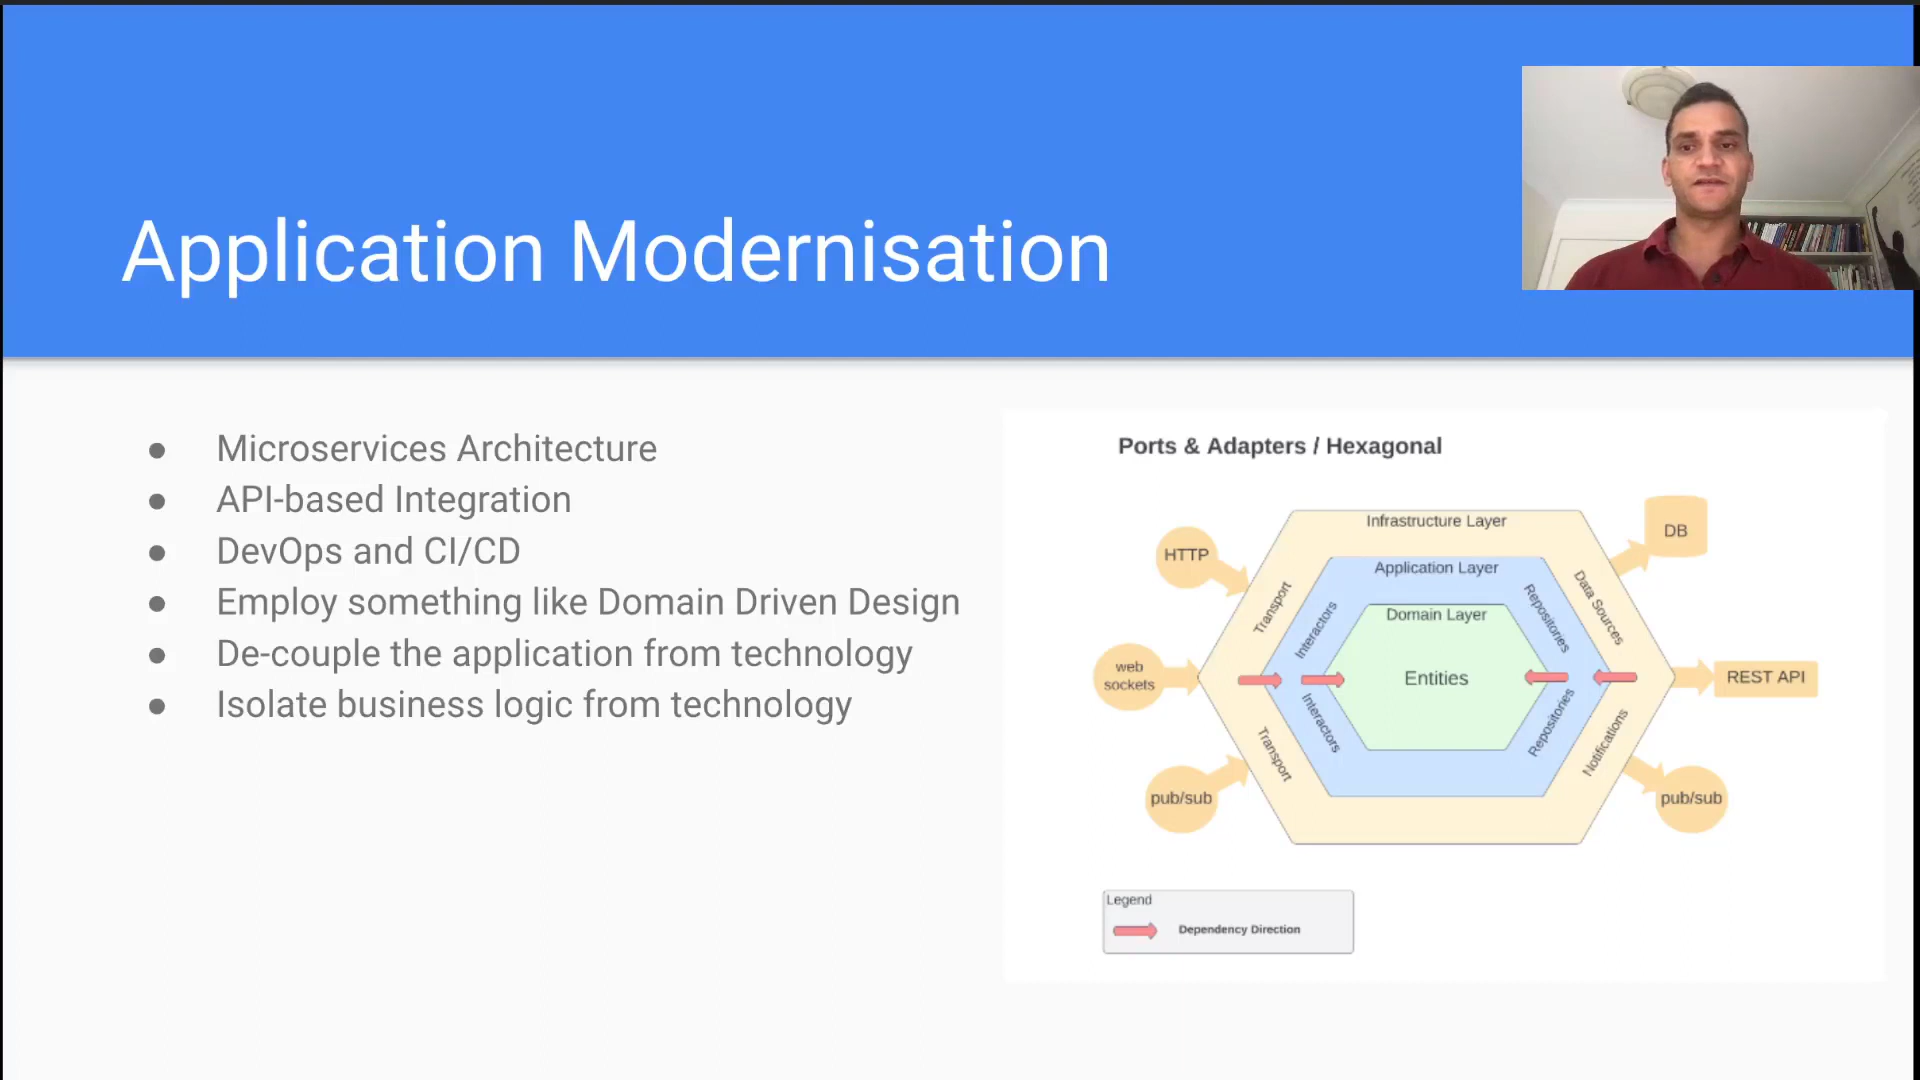 Application Modernisation
Microservices Architecture
API-based Integration
DevOps and CI/CD
Employ something like Domain Driven Design
De-couple the application from technology
Isolate business logic from technology
Ports & Adapters / Hexagonal
Infrastructure Layer
Application Layer
Domain Layer
Entities
HTTP
web
sockets
pub/sub
Transport
Transport
Interactors
Interactors
Repositories
Repositories
Data Sources
Notifications
DB
REST API
pub/sub
Legend
Dependency Direction